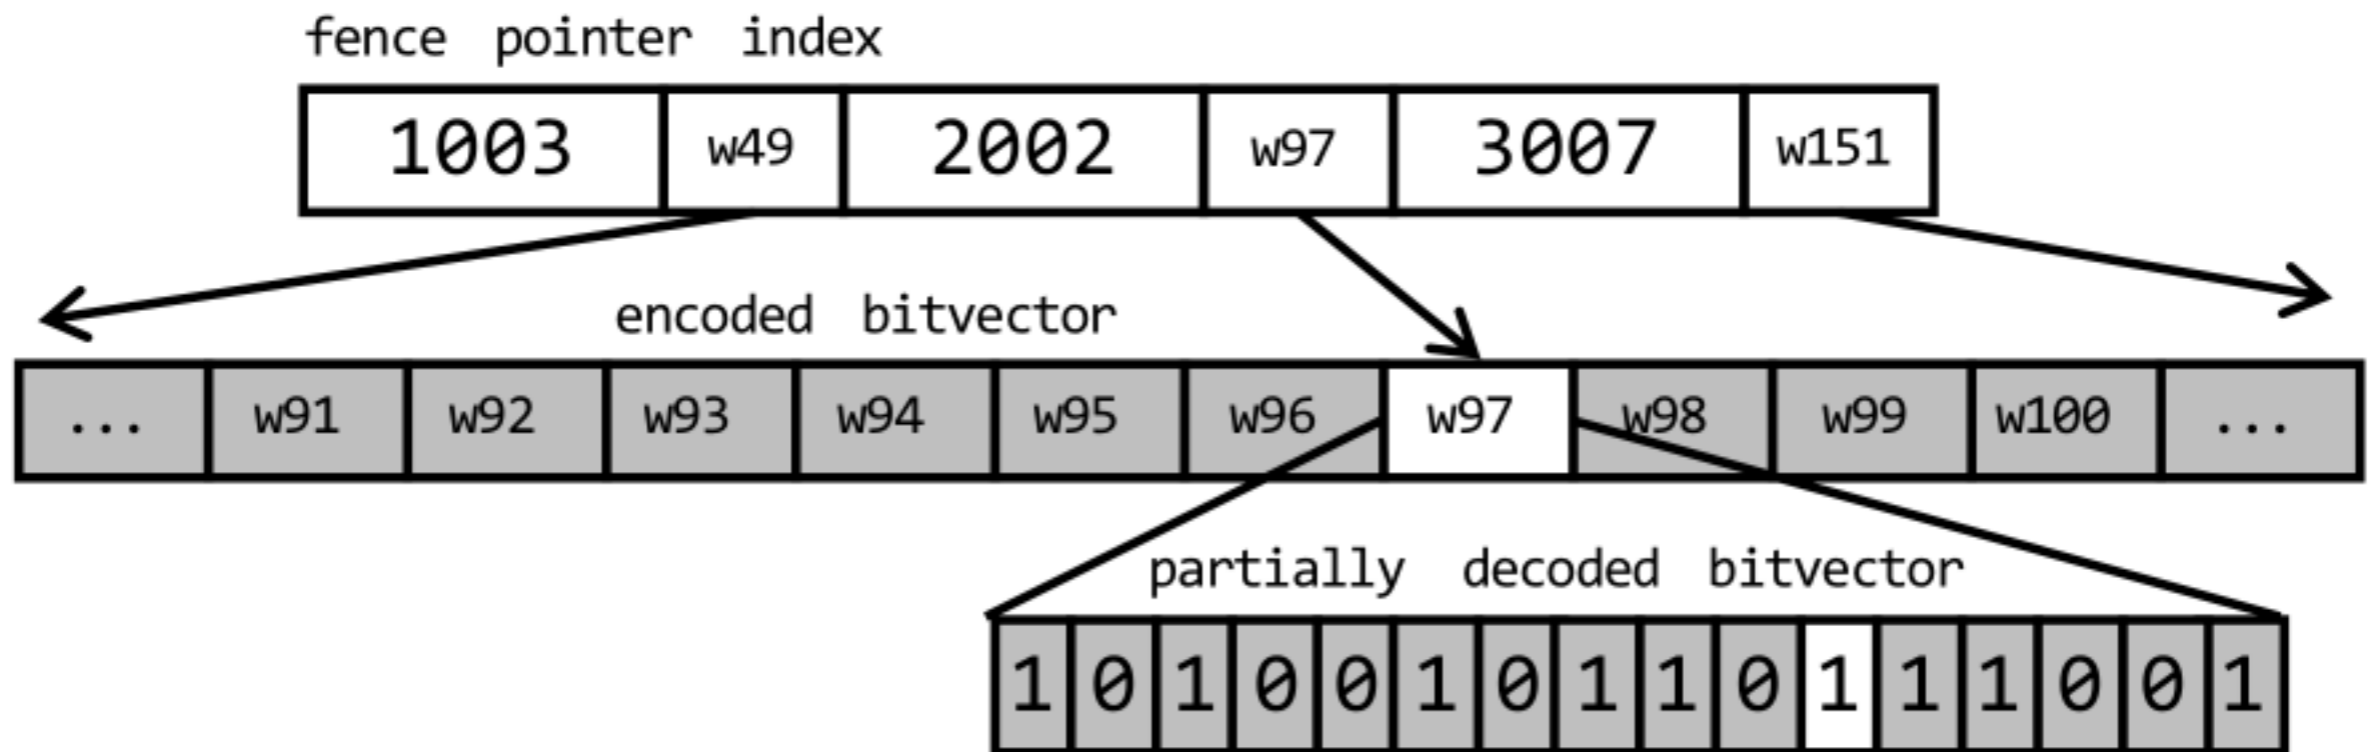 fence pointer index
1003 w49 2002 w97 3007 w151
encoded bitvector
... w91 w92 w93 w94 w95 w96 w97 w98 w99 w100 ...
partially decoded bitvector
1 0 1 0 0 1 0 1 1 0 1 1 1 0 0 1